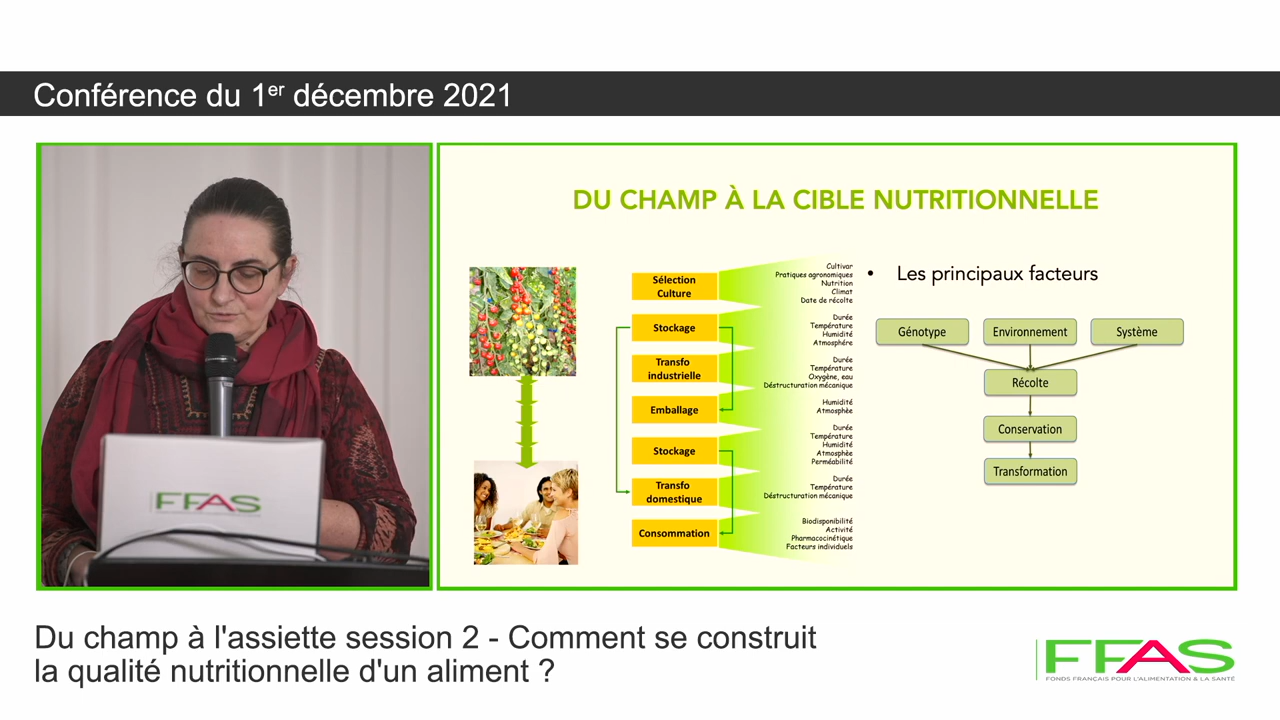 Conférence du 1er décembre 2021
FFAS
DU CHAMP À LA CIBLE NUTRITIONNELLE
Sélection
Culture
Stockage
Transfo
industrielle
Emballage
Stockage
Transfo
domestique
Consommation
Cultivar
Pratiques agronomiques
Nutrition
Climat
Date de récolte
Durée
Température
Humidité
Atmosphére
Durée
Température
Oxygène, eau
Déstructuration mécanique
Humidité
Atmosphèe
Durée
Température
Humidité
Atmosphèe
Perméabilité
Durée
Température
Déstructuration mécanique
Biodisponibilité
Activité
Pharmacocinétique
Facteurs individuels
• Les principaux facteurs
Génotype
Environnement
Système
Récolte
Conservation
Transformation
Du champ à l'assiette session 2 - Comment se construit
la qualité nutritionnelle d'un aliment ?
FFAS
FONDS FRANÇAIS POUR L'ALIMENTATION & LA SANTÉ